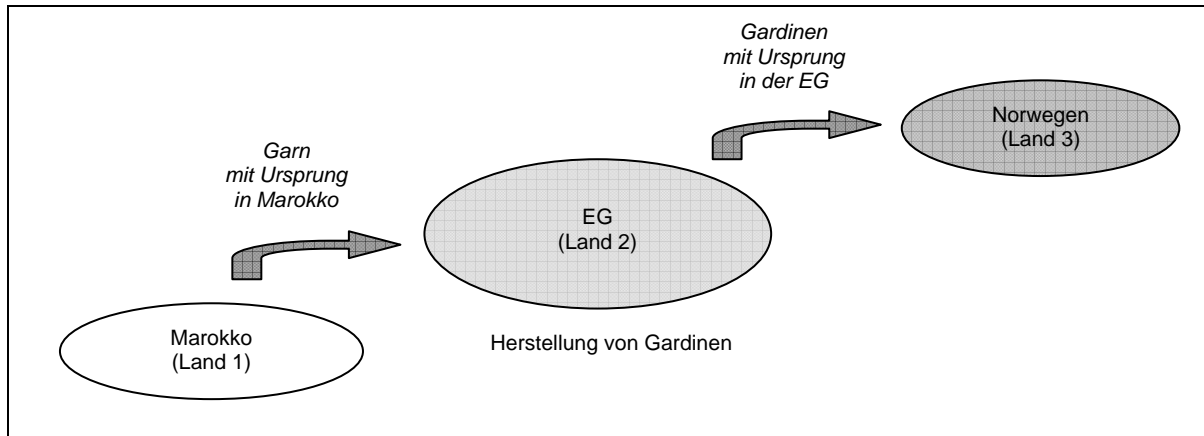 Gardinen
mit Ursprung
in der EG
Norwegen
(Land 3)
Garn
mit Ursprung
in Marokko
EG
(Land 2)
Herstellung von Gardinen
Marokko
(Land 1)